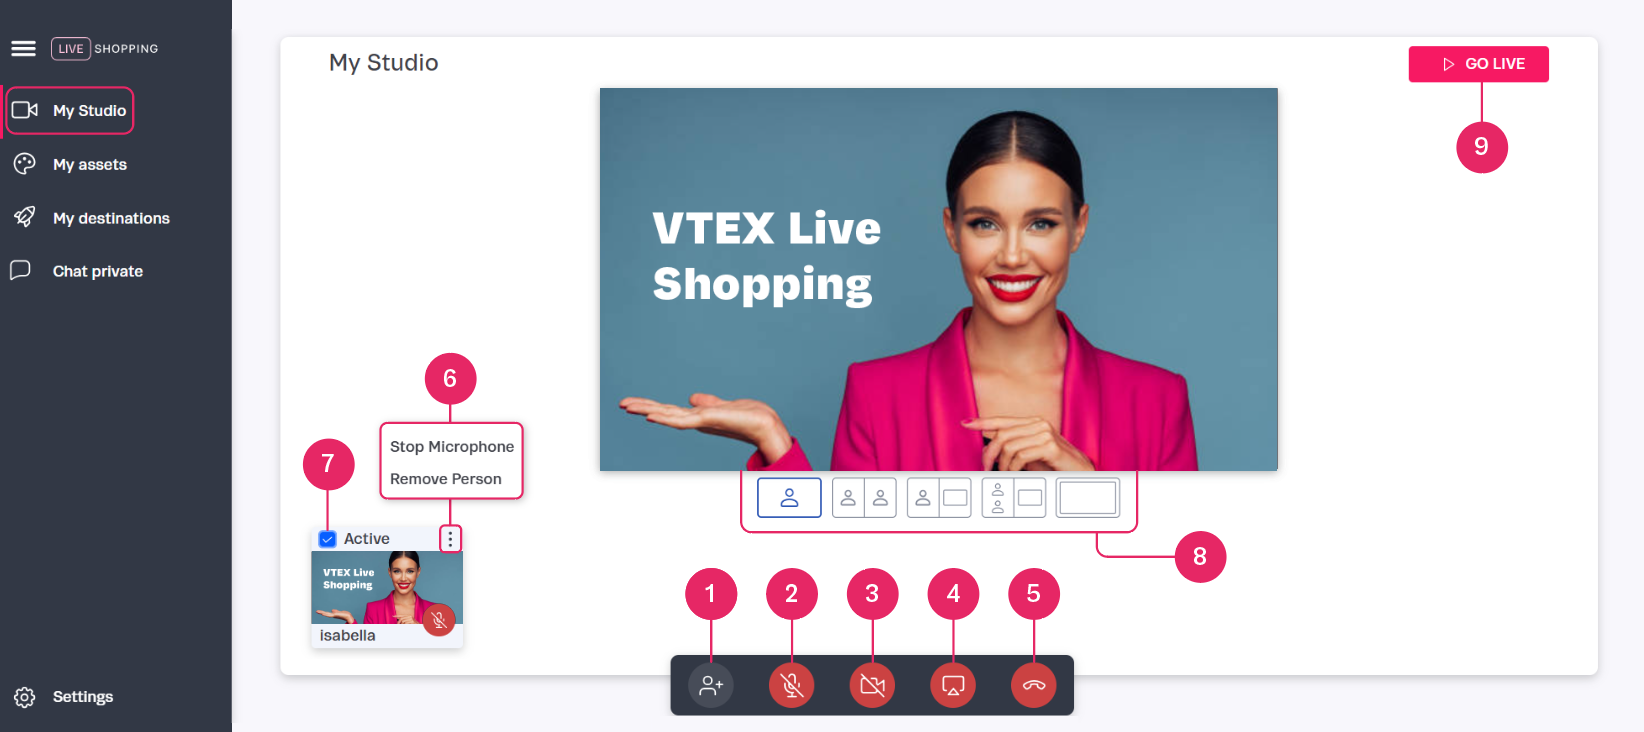 LIVE SHOPPING
My Studio
My assets
My destinations
Chat private
Settings
My Studio
GO LIVE
9
VTEX Live
Shopping
6
Stop Microphone
Remove Person
7
Active
VTEX Live
Shopping
isabella
8
1 2 3 4 5